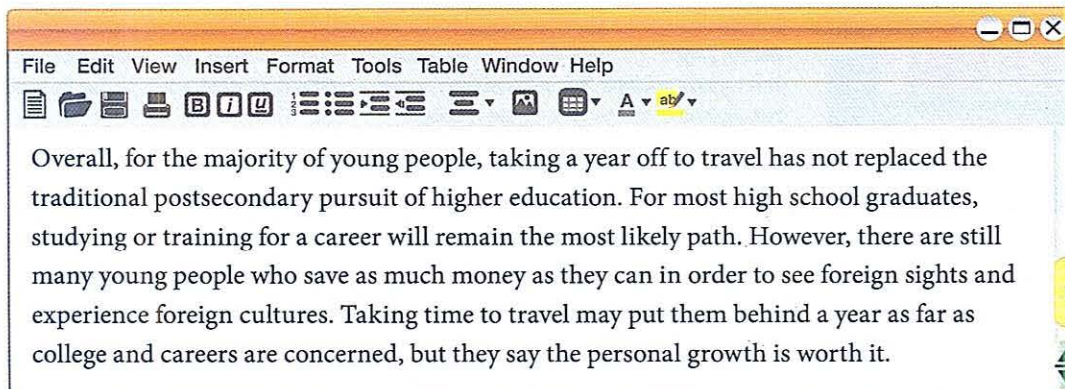 File Edit View Insert Format Tools Table Window Help
B i u A ab
Overall, for the majority of young people, taking a year off to travel has not replaced the
traditional postsecondary pursuit of higher education. For most high school graduates,
studying or training for a career will remain the most likely path. However, there are still
many young people who save as much money as they can in order to see foreign sights and
experience foreign cultures. Taking time to travel may put them behind a year as far as
college and careers are concerned, but they say the personal growth is worth it.